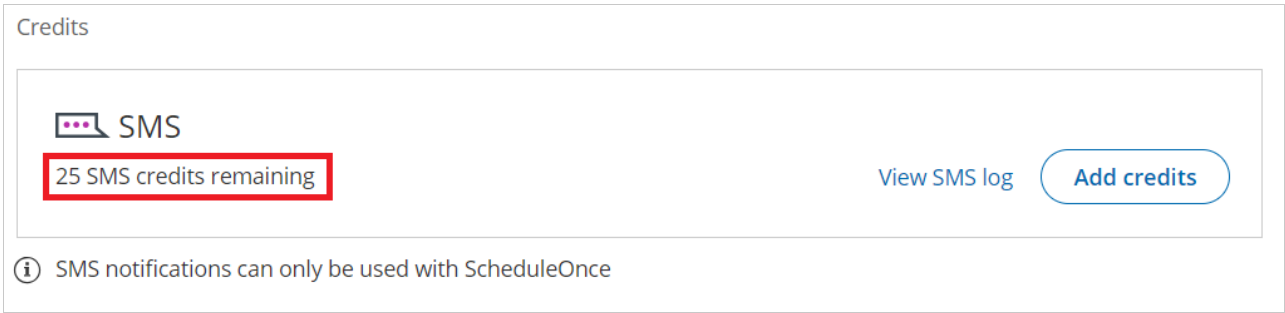 Credits
SMS
25 SMS credits remaining
View SMS log
Add credits
SMS notifications can only be used with ScheduleOnce